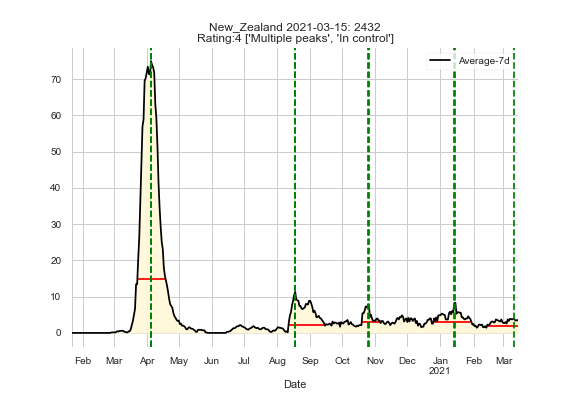 New_Zealand 2021-03-15: 2432
Rating:4 ['Multiple peaks', 'In control']
Average-7d
70
60
50
40
30
20
10
0
Feb Mar Apr May Jun Jul Aug Sep Oct Nov Dec Jan Feb Mar
2021
Date